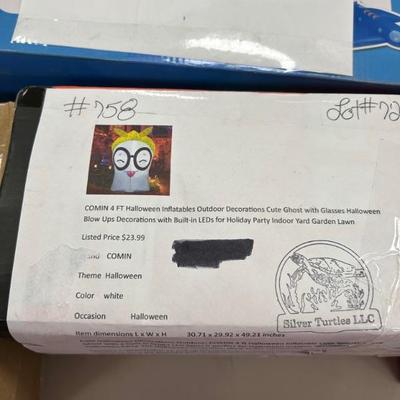 #758
Lot #72
COMIN 4 FT Halloween Inflatables Outdoor Decorations Cute Ghost with Glasses Halloween
Blow Ups Decorations with Built-in LEDs for Holiday Party Indoor Yard Garden Lawn
Listed Price $23.99
COMIN
Theme Halloween
Color white
Occasion Halloween
Item dimensions L x W x H 30.71 x 29.92 x 49.21 inches
Silver Turtles LLC